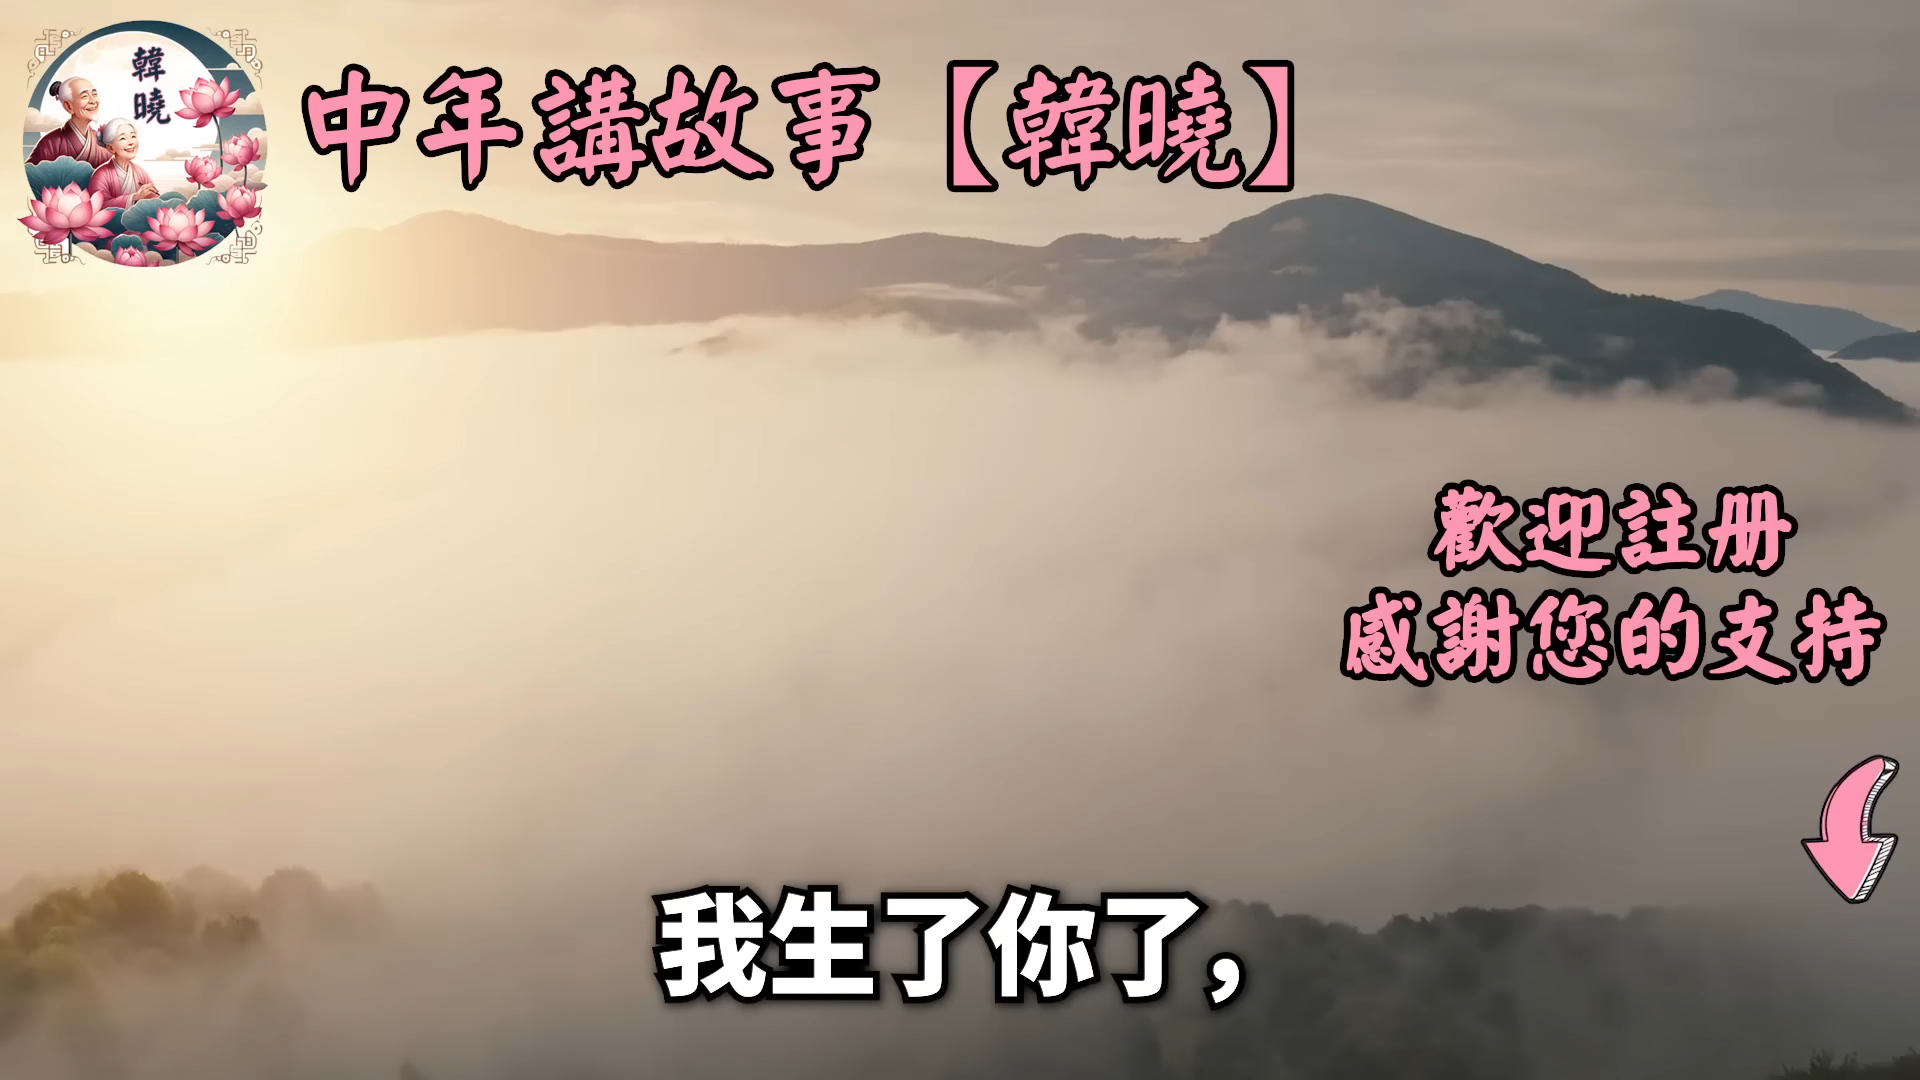 韓曉
中年講故事【韓曉】
歡迎註册
感謝您的支持
我生了你了,